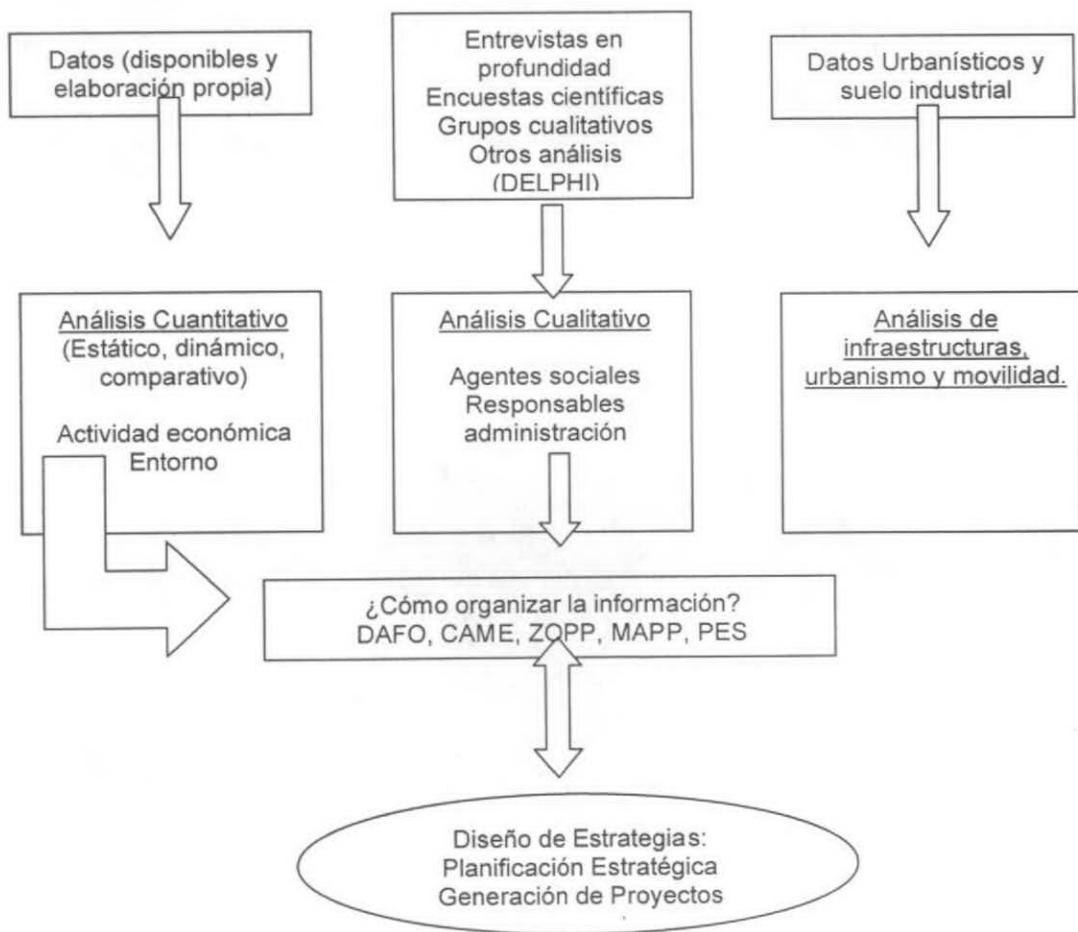 Datos (disponibles y
elaboración propia)
Entrevistas en
profundidad
Encuestas científicas
Grupos cualitativos
Otros análisis
(DELPHI)
Datos Urbanísticos y
suelo industrial
Análisis Cuantitativo
(Estático, dinámico,
comparativo)
Actividad económica
Entorno
Análisis Cualitativo
Agentes sociales
Responsables
administración
Análisis de
infraestructuras,
urbanismo y movilidad.
¿Cómo organizar la información?
DAFO, CAME, ZOPP, MAPP, PES
Diseño de Estrategias:
Planificación Estratégica
Generación de Proyectos